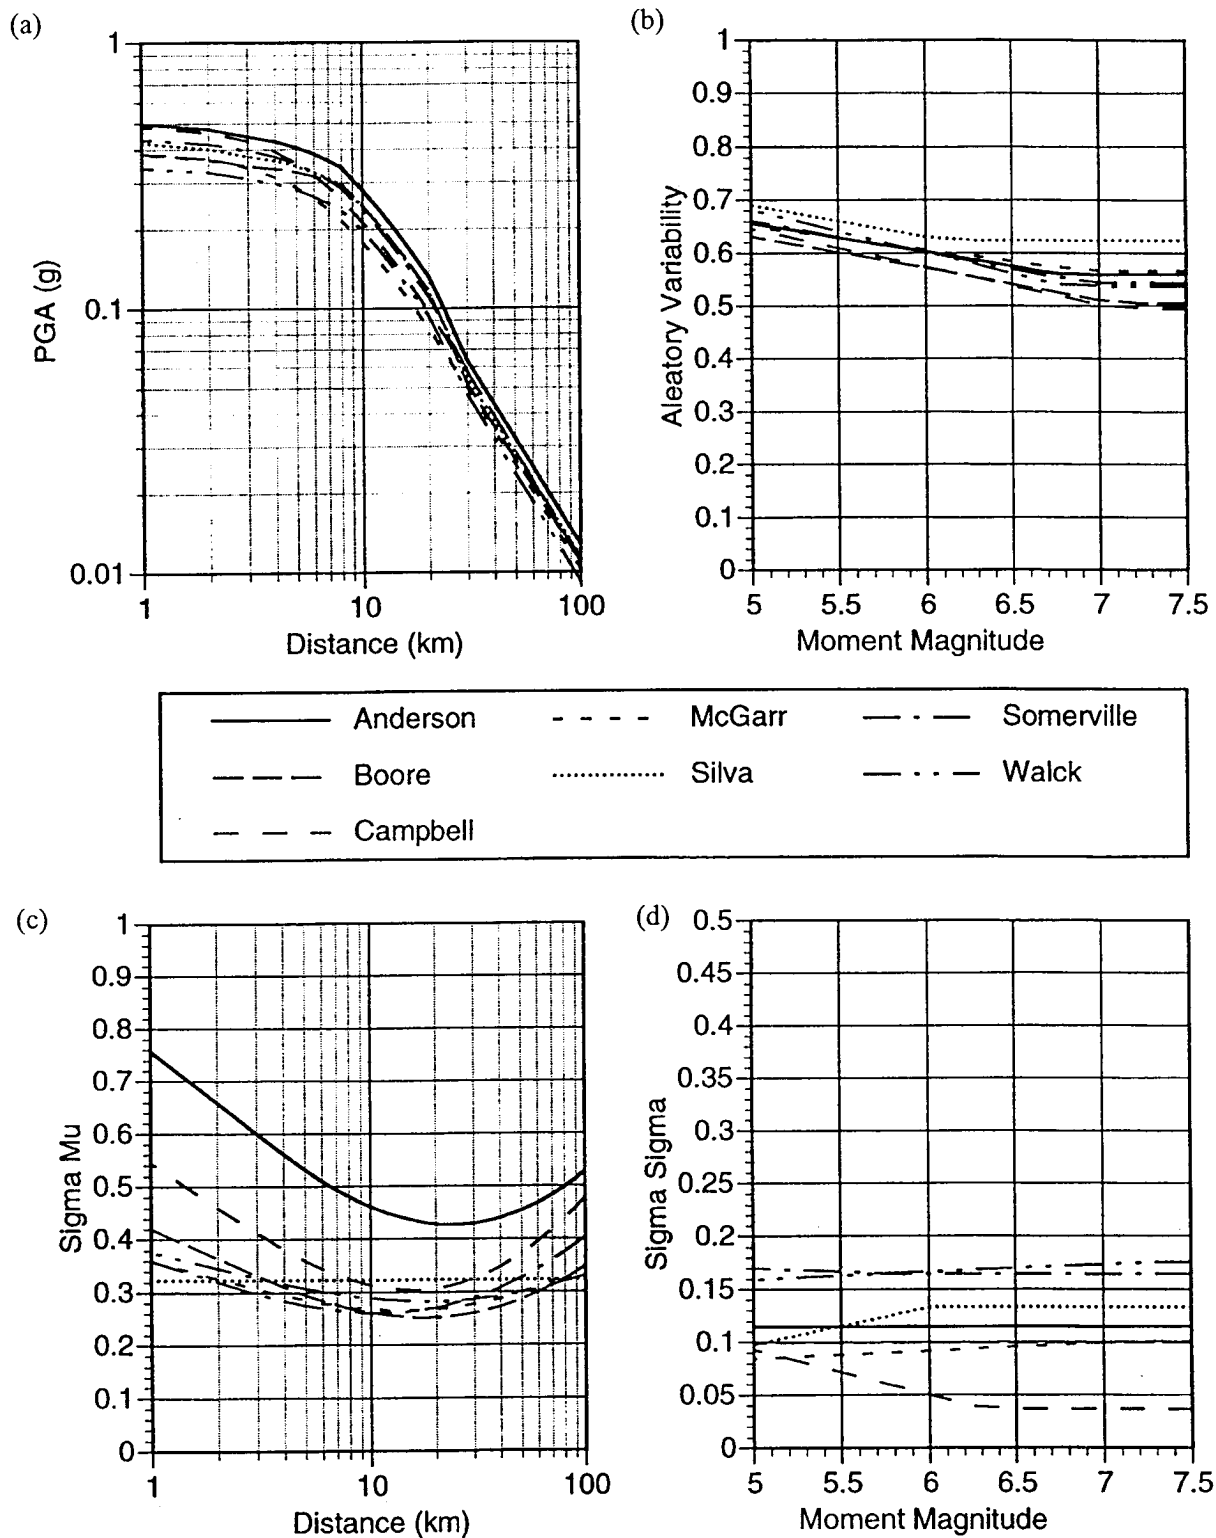 (a)
1
0.1
0.01
PGA (g)
1
10
100
Distance (km)
(b)
1
0.9
0.8
0.7
0.6
0.5
0.4
0.3
0.2
0.1
0
Aleatory Variability
5
5.5
6
6.5
7
7.5
Moment Magnitude
Anderson
McGarr
Somerville
Boore
Silva
Walck
Campbell
(c)
1
0.9
0.8
0.7
0.6
0.5
0.4
0.3
0.2
0.1
0
Sigma Mu
1
10
100
Distance (km)
(d)
0.5
0.45
0.4
0.35
0.3
0.25
0.2
0.15
0.1
0.05
0
Sigma Sigma
5
5.5
6
6.5
7
7.5
Moment Magnitude